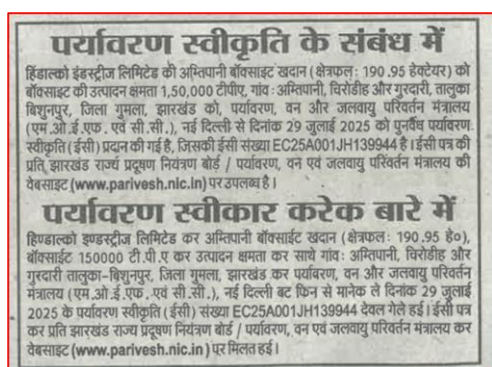 पर्यावरण स्वीकृति के संबंध में
हिंडाल्को इंडस्ट्रीज लिमिटेड की अमितपानी बॉक्साइट खदान (क्षेत्रफल: 190.95 हेक्टेयर) को
बॉक्साइट की उत्पादन क्षमता 1,50,000 टीपीए, गांव: अमितपानी, चिरोडीह और गुरदारी, तालुका
बिशुनपुर, जिला गुमला, झारखंड को, पर्यावरण, वन और जलवायु परिवर्तन मंत्रालय
(एम.ओ.ई.एफ. एवं सी.सी.), नई दिल्ली से दिनांक 29 जुलाई 2025 को पुनर्वैध पर्यावरण
स्वीकृति (ईसी) प्रदान की गई है, जिसकी ईसी संख्या EC25A001JH139944 है। ईसी पत्र की
प्रति झारखंड राज्य प्रदूषण नियंत्रण बोर्ड / पर्यावरण, वन एवं जलवायु परिवर्तन मंत्रालय की
वेबसाइट (www.parivesh.nic.in) पर उपलब्ध है।
पर्यावरण स्वीकार करेक बारे में
हिण्डाल्को इण्डस्ट्रीज लिमिटेड कर अमितपानी बॉक्साईट खदान (क्षेत्रफल: 190.95 हे०),
बॉक्साईट 150000 टी.पी.ए कर उत्पादन क्षमता कर साथे गांव: अमितपानी, चिरोडीह और
गुरदारी तालुका-बिशुनपुर, जिला गुमला, झारखंड कर पर्यावरण, वन और जलवायु परिवर्तन
मंत्रालय (एम.ओ.ई.एफ.एवं सी.सी.), नई दिल्ली बट फिन से मानेक ले दिनांक 29 जुलाई
2025 के पर्यावरण स्वीकृति (ईसी) संख्या EC25A001JH139944 देवल गेले हई। ईसी पत्र
कर प्रति झारखंड राज्य प्रदूषण नियंत्रण बोर्ड / पर्यावरण, वन एवं जलवायु परिवर्तन मंत्रालय कर
वेबसाईट (www.parivesh.nic.in) पर मिलत हई।